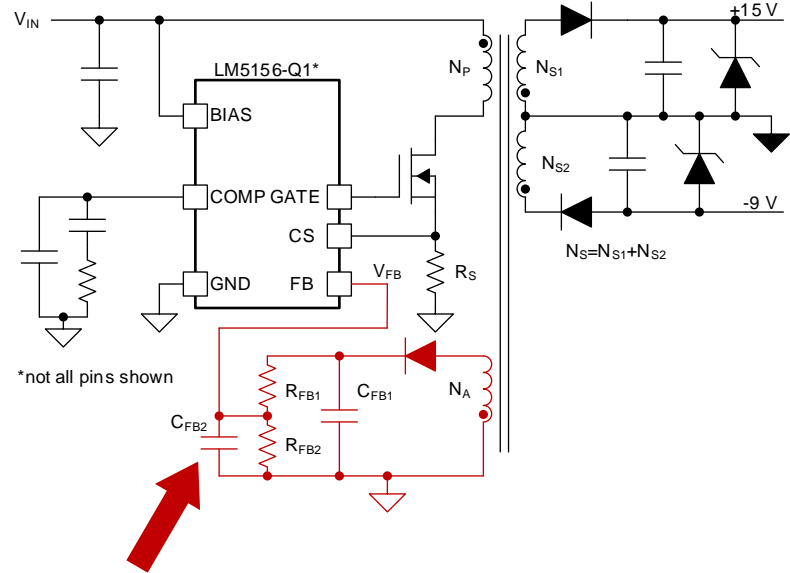 VIN
LM5156-Q1*
BIAS
COMP
GATE
CS
GND
FB
VFB
RS
NP
NS1
NS2
+15 V
-9 V
NS=NS1+NS2
*not all pins shown
RFB1
CFB1
NA
CFB2
RFB2